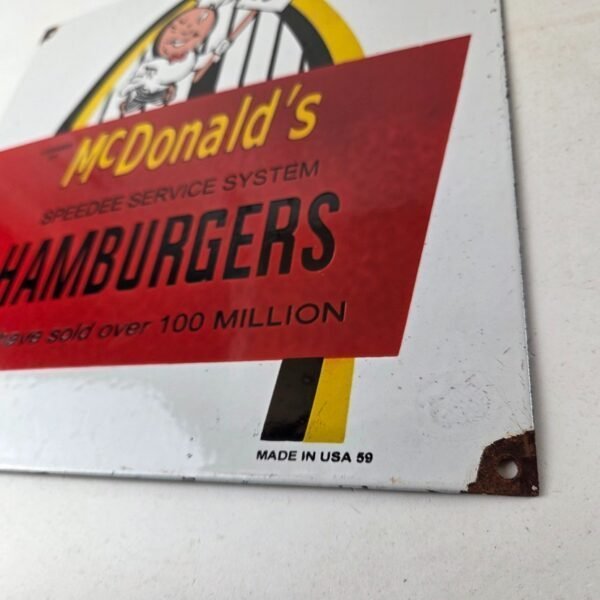 McDonald's
SPEEDEE SERVICE SYSTEM
HAMBURGERS
have sold over 100 MILLION
MADE IN USA 59